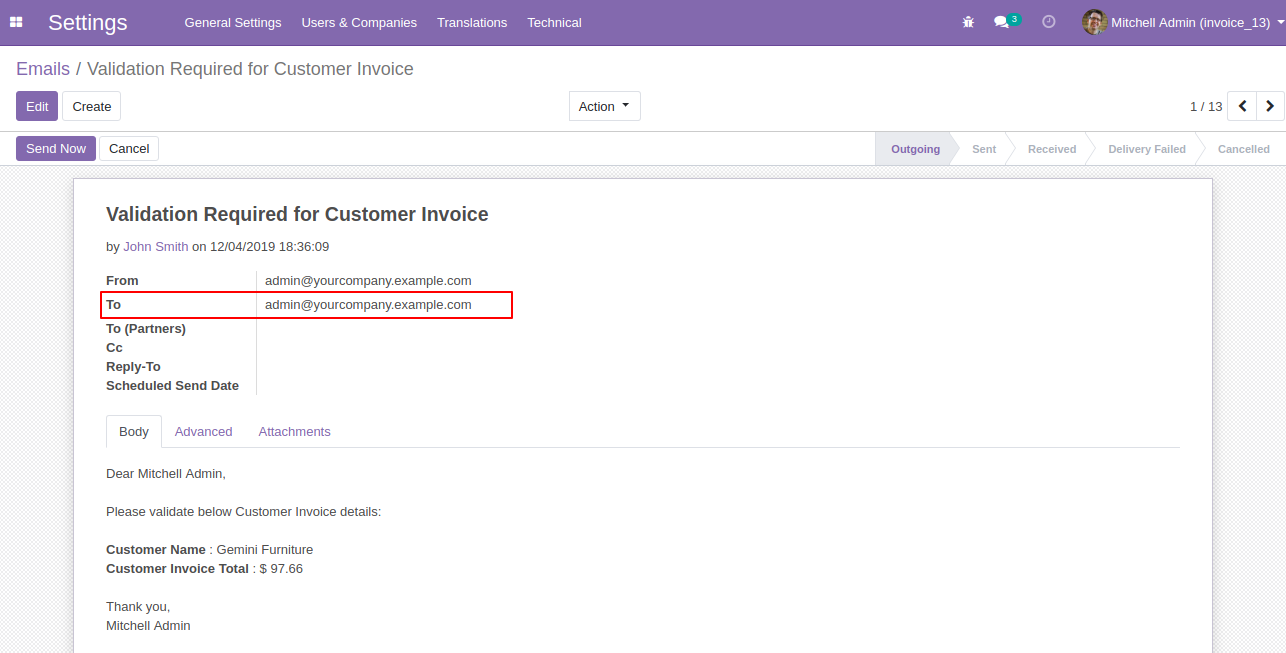 Settings General Settings Users & Companies Translations Technical 3 Mitchell Admin (invoice_13)
Emails / Validation Required for Customer Invoice
Edit Create Action 1 / 13
Send Now Cancel Outgoing Sent Received Delivery Failed Cancelled
Validation Required for Customer Invoice
by John Smith on 12/04/2019 18:36:09
From admin@yourcompany.example.com
To admin@yourcompany.example.com
To (Partners)
Cc
Reply-To
Scheduled Send Date
Body Advanced Attachments
Dear Mitchell Admin,
Please validate below Customer Invoice details:
Customer Name : Gemini Furniture
Customer Invoice Total : $ 97.66
Thank you,
Mitchell Admin